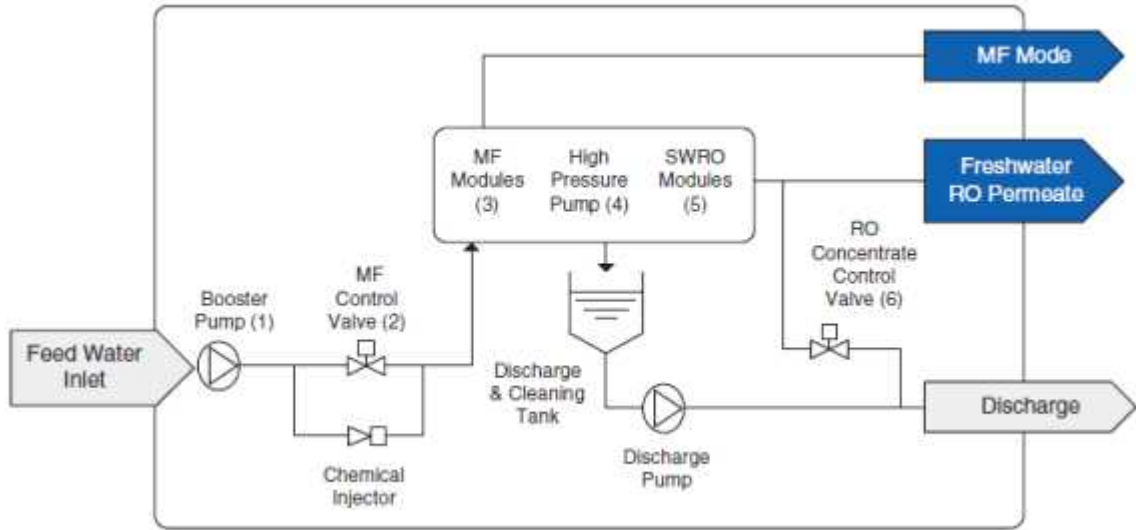 MF Mode
MF
Modules
(3)
High
Pressure
Pump (4)
SWRO
Modules
(5)
Freshwater
RO Permeate
RO
Concentrate
Control
Valve (6)
MF
Control
Valve (2)
Booster
Pump (1)
Feed Water
Inlet
Chemical
Injector
Discharge
& Cleaning
Tank
Discharge
Pump
Discharge